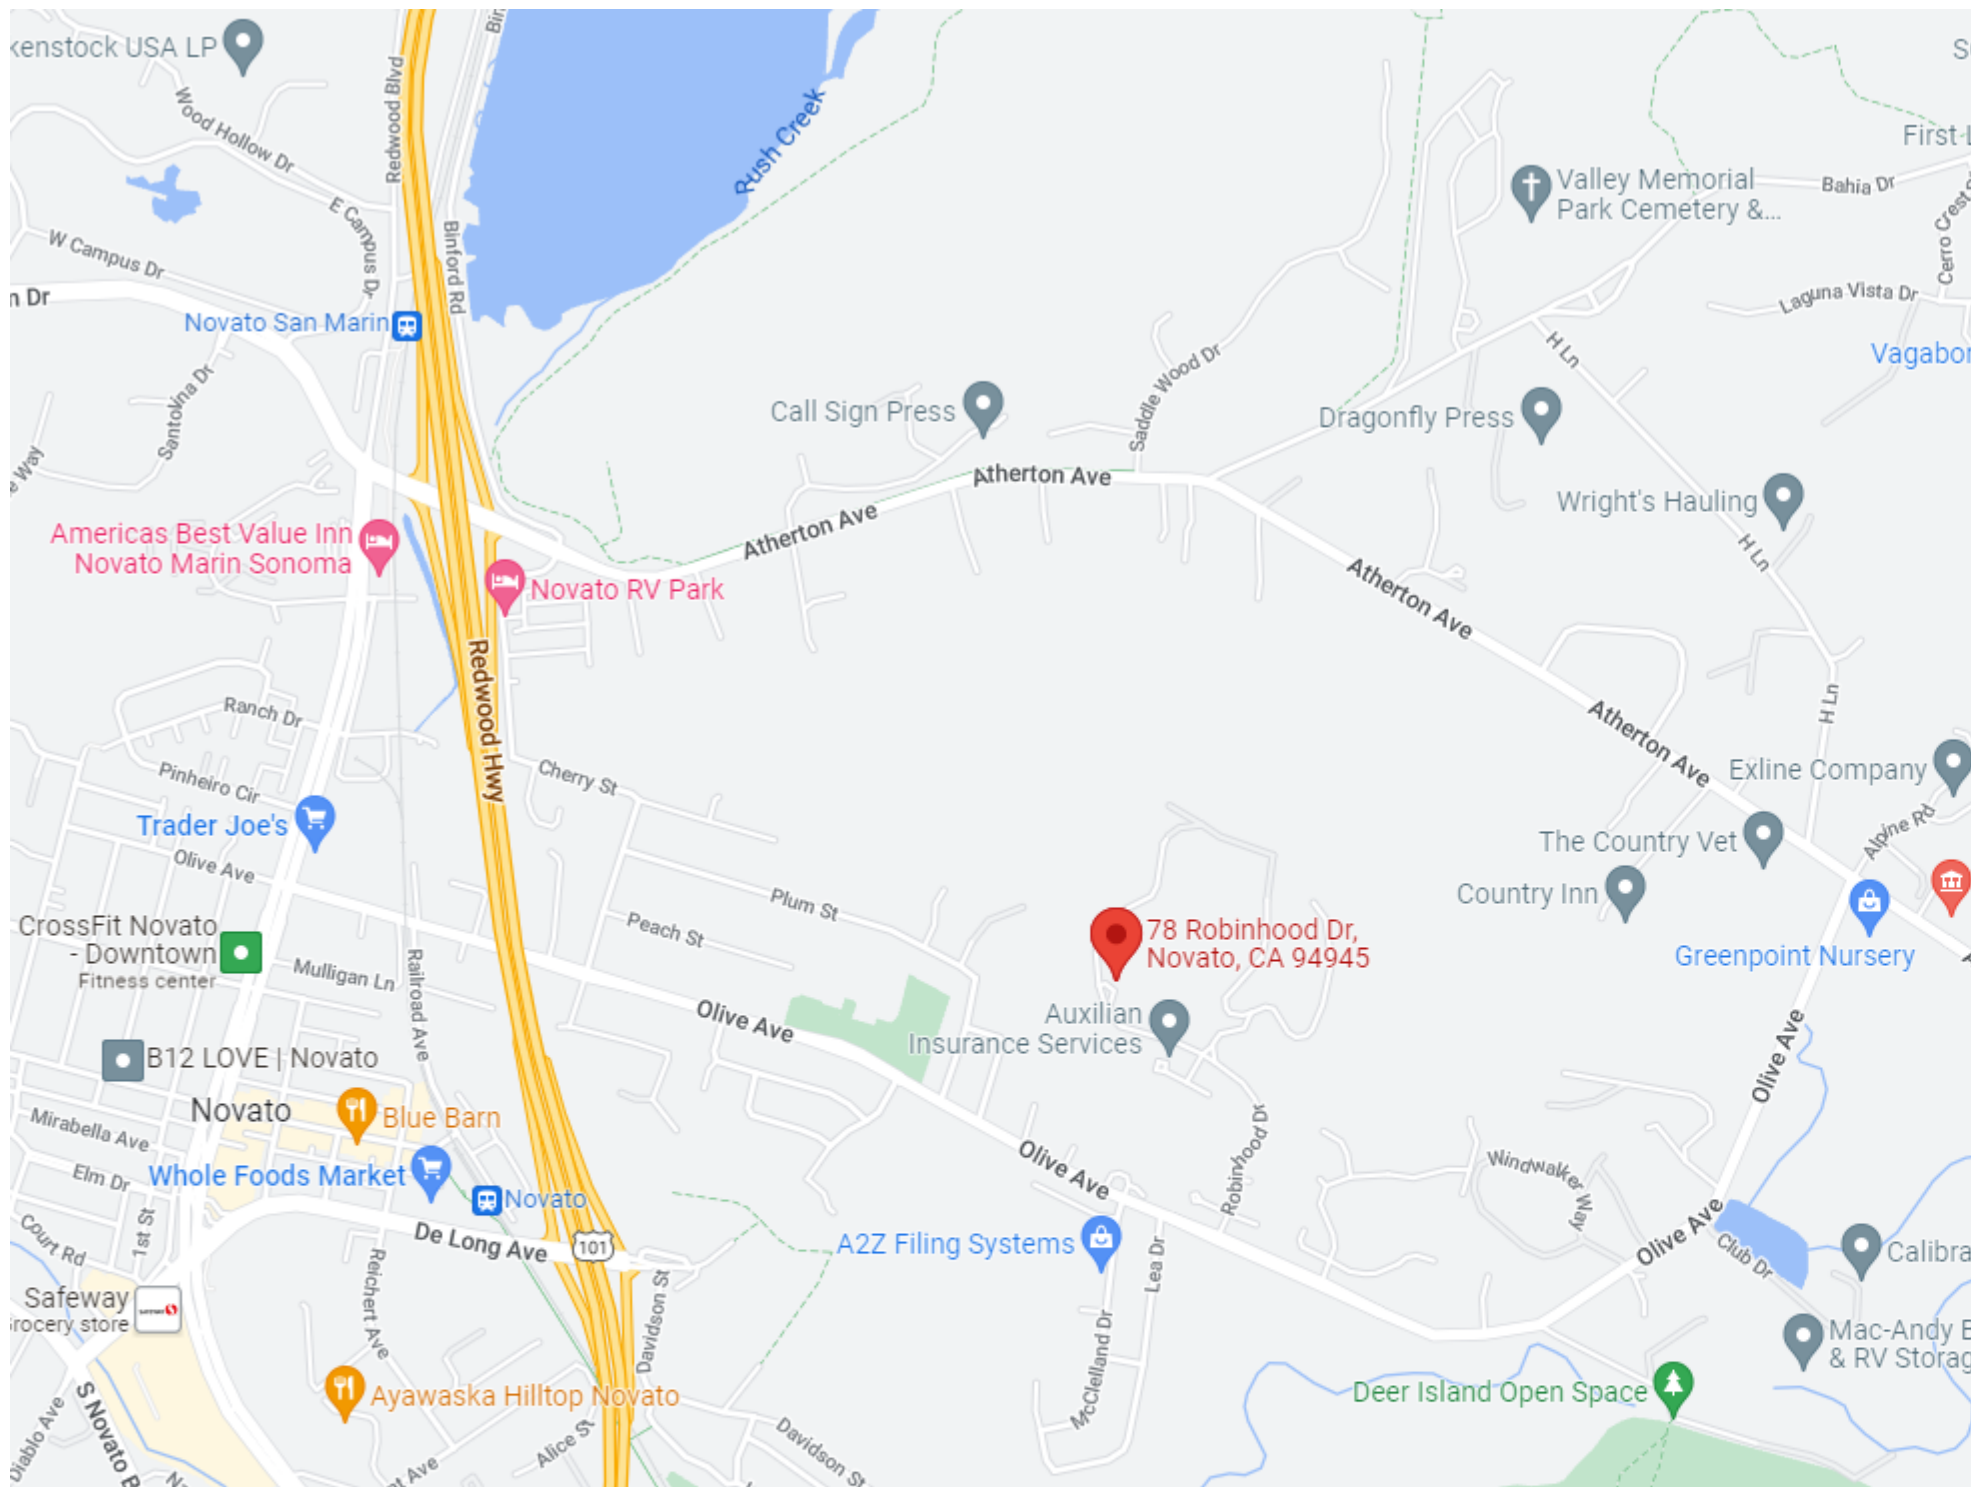 kenstock USA LP
Redwood Blvd
Wood Hollow Dr
E Campus Dr
W Campus Dr
n Dr
Binford Rd
Rush Creek
Valley Memorial
Park Cemetery &...
First L
Bahia Dr
Cerro Crest
Laguna Vista Dr
Vagabon
Novato San Marin
Santolina Dr
e Way
Call Sign Press
Saddle Wood Dr
H Ln
Dragonfly Press
Atherton Ave
Atherton Ave
Wright's Hauling
H Ln
Americas Best Value Inn
Novato Marin Sonoma
Novato RV Park
Atherton Ave
Redwood Hwy
Ranch Dr
H Ln
Atherton Ave
Cherry St
Pinheiro Cir
Exline Company
Trader Joe's
Olive Ave
The Country Vet
Alpine Rd
Country Inn
Plum St
Peach St
CrossFit Novato
- Downtown
Fitness center
78 Robinhood Dr,
Novato, CA 94945
Greenpoint Nursery
Mulligan Ln
Railroad Ave
Olive Ave
Auxilian
Insurance Services
Olive Ave
B12 LOVE | Novato
Novato
Blue Barn
Mirabella Ave
Whole Foods Market
Elm Dr
Novato
Olive Ave
Robinhood Dr
Windwalker Way
1st St
Court Rd
De Long Ave
101
A2Z Filing Systems
Lea Dr
Olive Ave
Club Dr
Calibra
Reichert Ave
Davidson St
Safeway
Grocery store
McClelland Dr
Mac-Andy B
& RV Storag
Deer Island Open Space
S Novato B
Ayawaska Hilltop Novato
Diablo Ave
Alice St
Davidson St
t Ave
Na